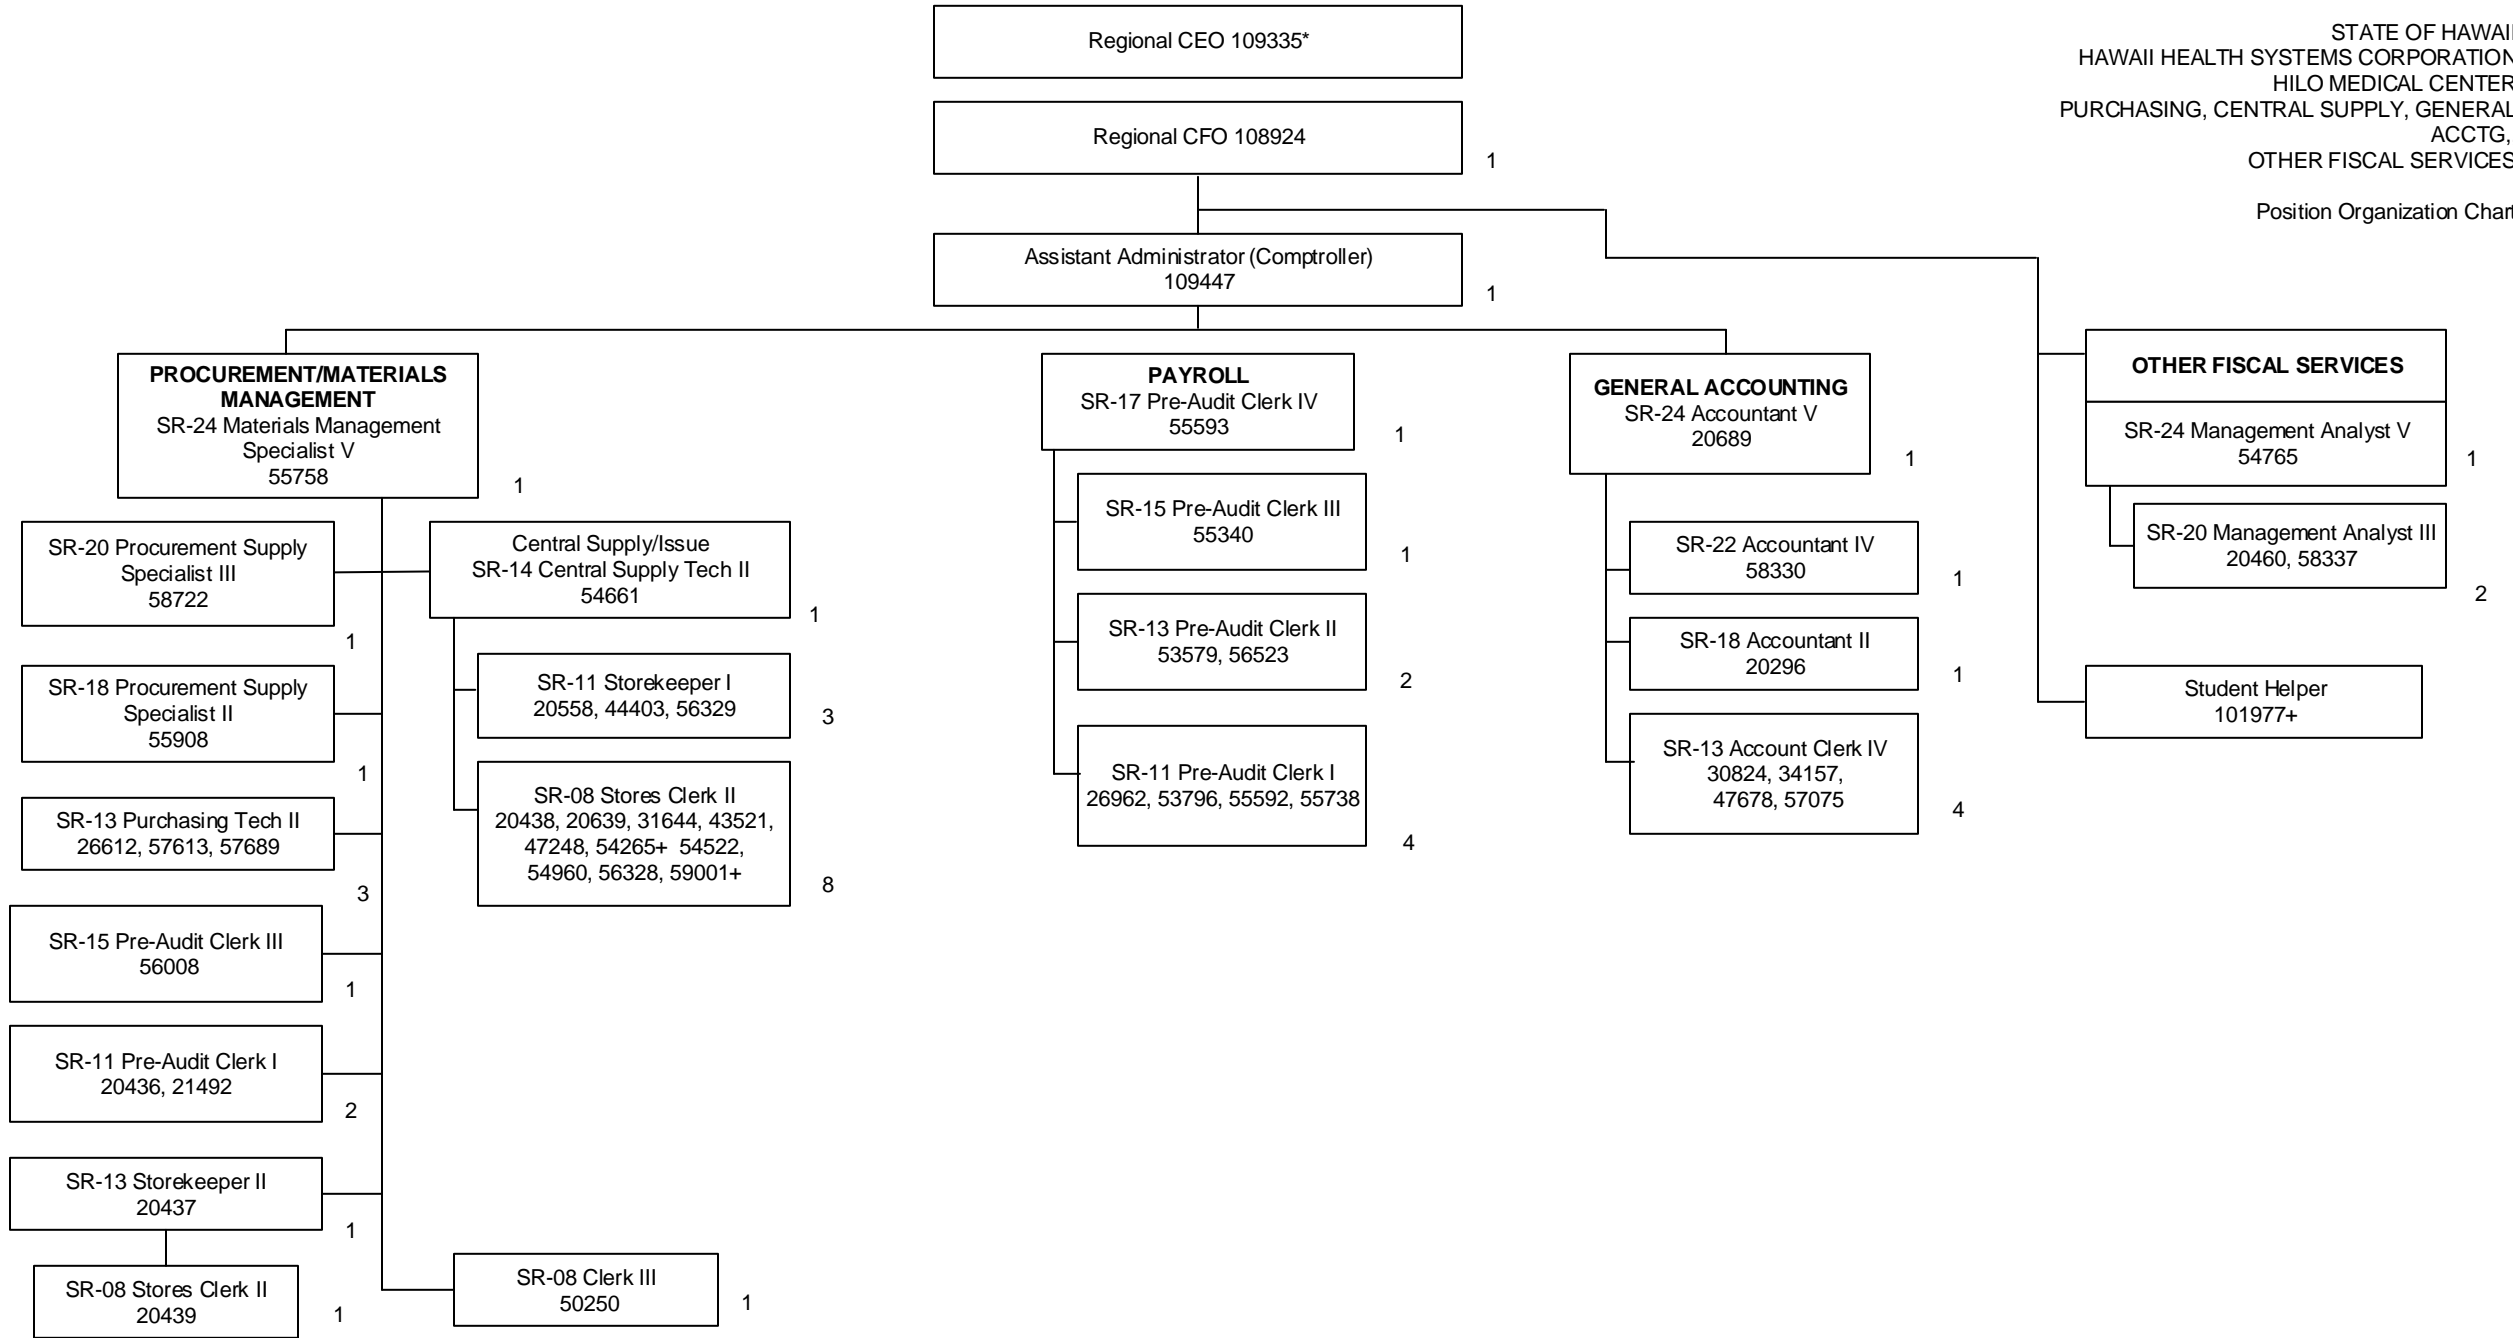 Regional CEO 109335*
STATE OF HAWAII
HAWAII HEALTH SYSTEMS CORPORATION
HILO MEDICAL CENTER
PURCHASING, CENTRAL SUPPLY, GENERAL
ACCTG,
OTHER FISCAL SERVICES
Position Organization Chart
Regional CFO 108924
1
Assistant Administrator (Comptroller)
109447
1
PROCUREMENT/MATERIALS
MANAGEMENT
SR-24 Materials Management
Specialist V
55758
1
SR-20 Procurement Supply
Specialist III
58722
1
SR-18 Procurement Supply
Specialist II
55908
1
SR-13 Purchasing Tech II
26612, 57613, 57689
3
SR-15 Pre-Audit Clerk III
56008
1
SR-11 Pre-Audit Clerk I
20436, 21492
2
SR-13 Storekeeper II
20437
1
SR-08 Stores Clerk II
20439
1
Central Supply/Issue
SR-14 Central Supply Tech II
54661
1
SR-11 Storekeeper I
20558, 44403, 56329
3
SR-08 Stores Clerk II
20438, 20639, 31644, 43521,
47248, 54265+ 54522,
54960, 56328, 59001+
8
SR-08 Clerk III
50250
1
PAYROLL
SR-17 Pre-Audit Clerk IV
55593
1
SR-15 Pre-Audit Clerk III
55340
1
SR-13 Pre-Audit Clerk II
53579, 56523
2
SR-11 Pre-Audit Clerk I
26962, 53796, 55592, 55738
4
GENERAL ACCOUNTING
SR-24 Accountant V
20689
1
SR-22 Accountant IV
58330
1
SR-18 Accountant II
20296
1
SR-13 Account Clerk IV
30824, 34157,
47678, 57075
4
OTHER FISCAL SERVICES
SR-24 Management Analyst V
54765
1
SR-20 Management Analyst III
20460, 58337
2
Student Helper
101977+